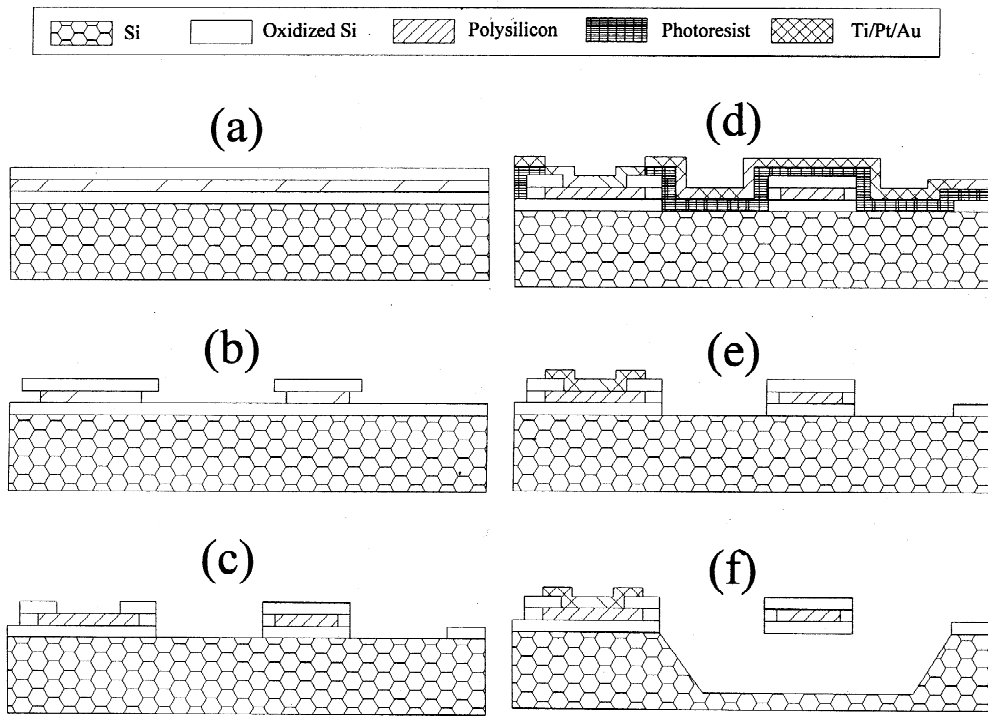 Si Oxidized Si Polysilicon Photoresist Ti/Pt/Au
(a)
(d)
(b)
(e)
(c)
(f)